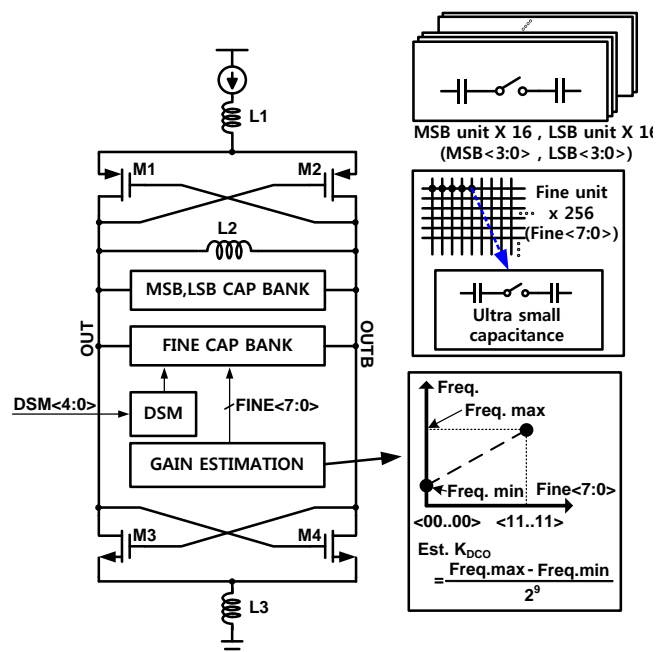 L1
M1
M2
L2
MSB,LSB CAP BANK
OUT
OUTB
FINE CAP BANK
DSM<4:0>
DSM
FINE<7:0>
GAIN ESTIMATION
M3
M4
L3
MSB unit X 16 , LSB unit X 16
(MSB<3:0> , LSB<3:0>)
Fine unit
x 256
(Fine<7:0>)
Ultra small
capacitance
Freq.
Freq. max
Freq. min
Fine<7:0>
<00..00>
<11..11>
Est. KDCO
=
Freq.max - Freq.min
2^9